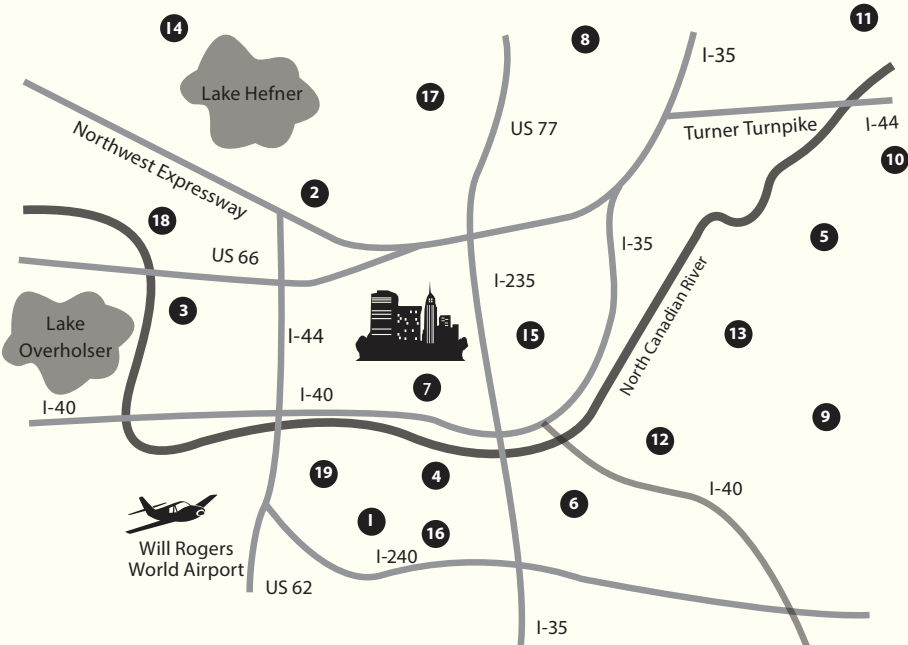 14
11
8
I-35
Lake Hefner
17
US 77
Turner Turnpike
I-44
Northwest Expressway
10
2
18
5
US 66
I-35
I-235
3
North Canadian River
Lake
Overholser
I-44
15
13
7
I-40
I-40
9
12
19
4
I-40
6
1
16
Will Rogers
World Airport
I-240
US 62
I-35